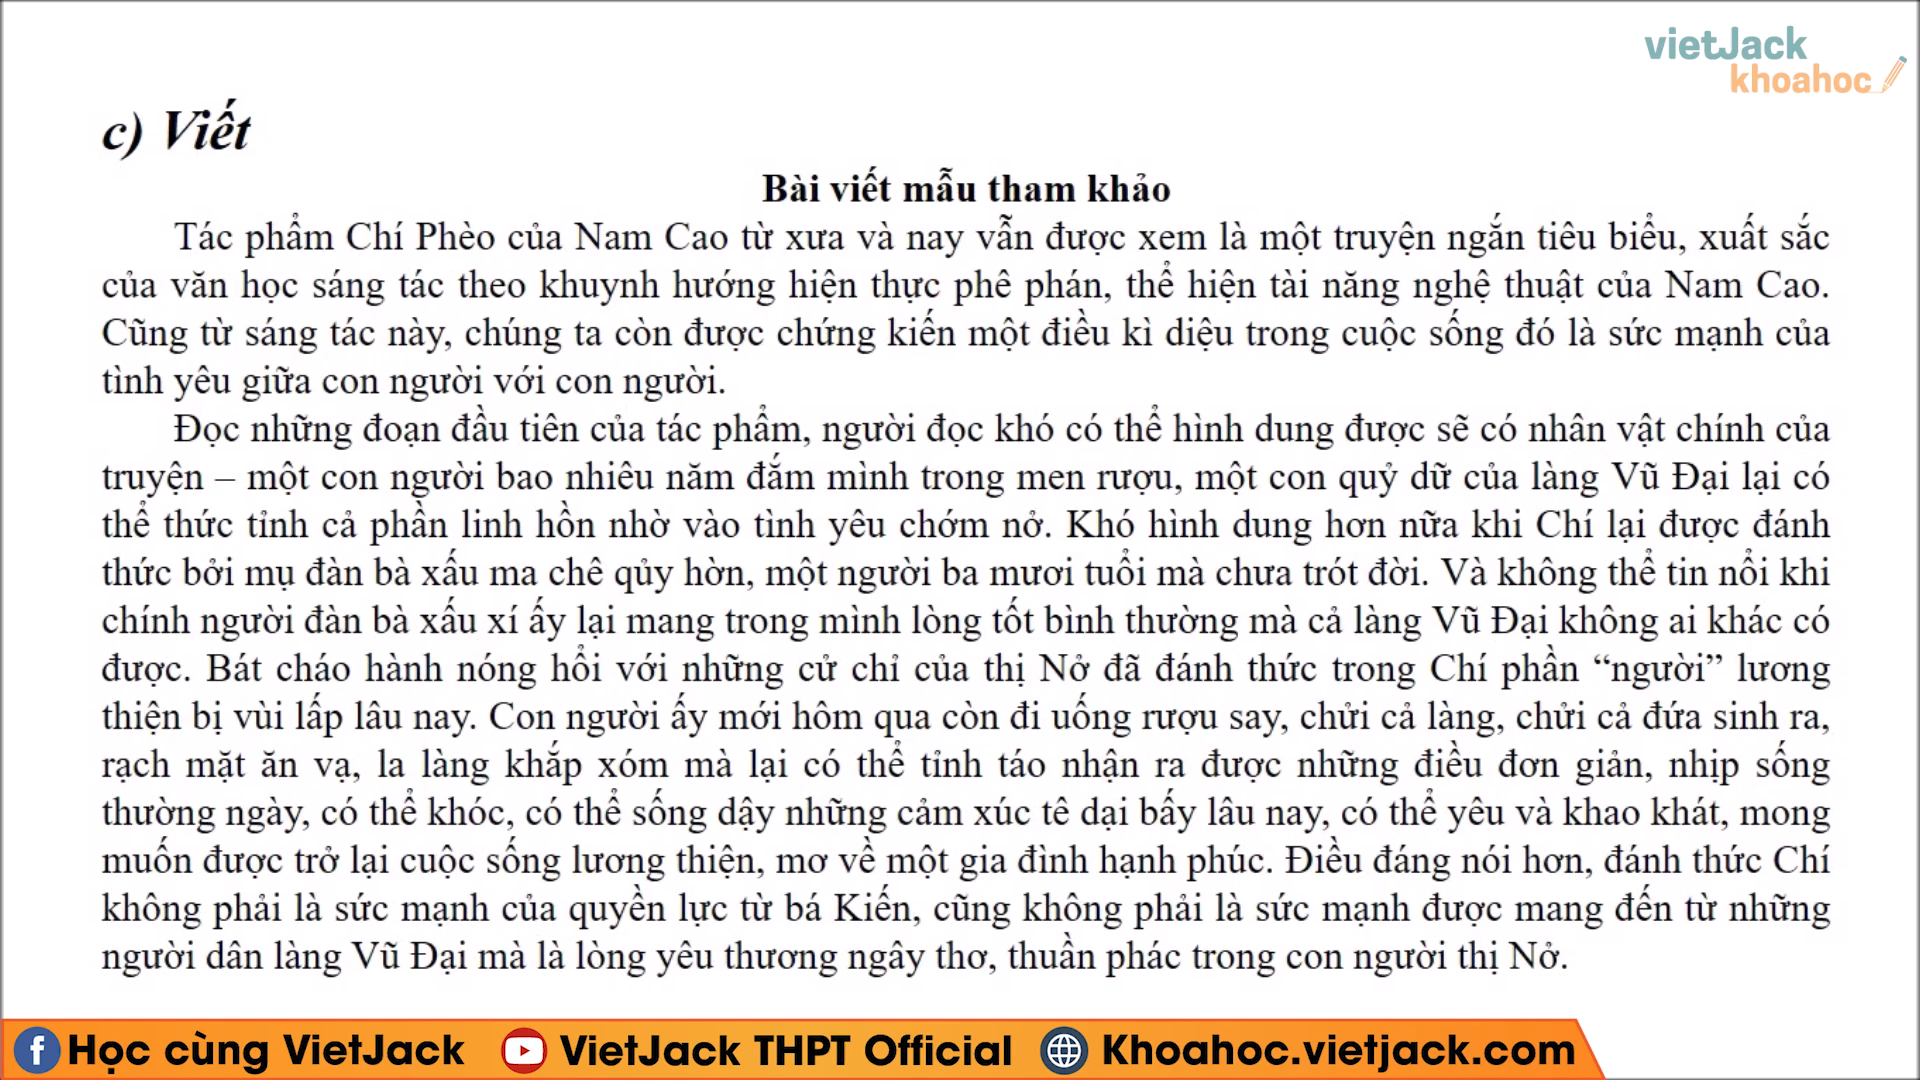 vietJack
khoahoc
c) Viết
Bài viết mẫu tham khảo
Tác phẩm Chí Phèo của Nam Cao từ xưa và nay vẫn được xem là một truyện ngắn tiêu biểu, xuất sắc
của văn học sáng tác theo khuynh hướng hiện thực phê phán, thể hiện tài năng nghệ thuật của Nam Cao.
Cũng từ sáng tác này, chúng ta còn được chứng kiến một điều kì diệu trong cuộc sống đó là sức mạnh của
tình yêu giữa con người với con người.
Đọc những đoạn đầu tiên của tác phẩm, người đọc khó có thể hình dung được sẽ có nhân vật chính của
truyện – một con người bao nhiêu năm đắm mình trong men rượu, một con quỷ dữ của làng Vũ Đại lại có
thể thức tỉnh cả phần linh hồn nhờ vào tình yêu chớm nở. Khó hình dung hơn nữa khi Chí lại được đánh
thức bởi mụ đàn bà xấu ma chê qủy hờn, một người ba mươi tuổi mà chưa trót đời. Và không thể tin nổi khi
chính người đàn bà xấu xí ấy lại mang trong mình lòng tốt bình thường mà cả làng Vũ Đại không ai khác có
được. Bát cháo hành nóng hổi với những cử chỉ của thị Nở đã đánh thức trong Chí phần “người” lương
thiện bị vùi lấp lâu nay. Con người ấy mới hôm qua còn đi uống rượu say, chửi cả làng, chửi cả đứa sinh ra,
rạch mặt ăn vạ, la làng khắp xóm mà lại có thể tỉnh táo nhận ra được những điều đơn giản, nhịp sống
thường ngày, có thể khóc, có thể sống dậy những cảm xúc tê dại bấy lâu nay, có thể yêu và khao khát, mong
muốn được trở lại cuộc sống lương thiện, mơ về một gia đình hạnh phúc. Điều đáng nói hơn, đánh thức Chí
không phải là sức mạnh của quyền lực từ bá Kiến, cũng không phải là sức mạnh được mang đến từ những
người dân làng Vũ Đại mà là lòng yêu thương ngây thơ, thuần phác trong con người thị Nở.
Học cùng VietJack VietJack THPT Official Khoahoc.vietjack.com